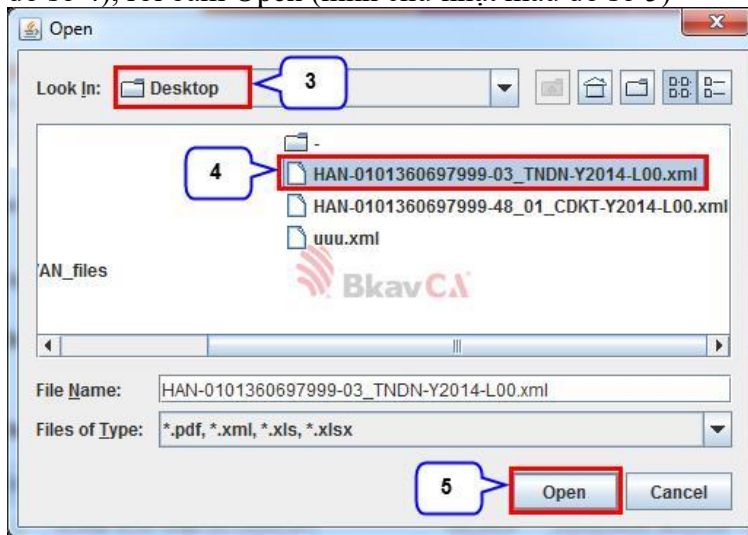 Open
Look In: Desktop
3
-
4
HAN-0101360697999-03_TNDN-Y2014-L00.xml
HAN-0101360697999-48_01_CDKT-Y2014-L00.xml
uuu.xml
AN_files
BkavCA
File Name: HAN-0101360697999-03_TNDN-Y2014-L00.xml
Files of Type: *.pdf, *.xml, *.xls, *.xlsx
5
Open Cancel